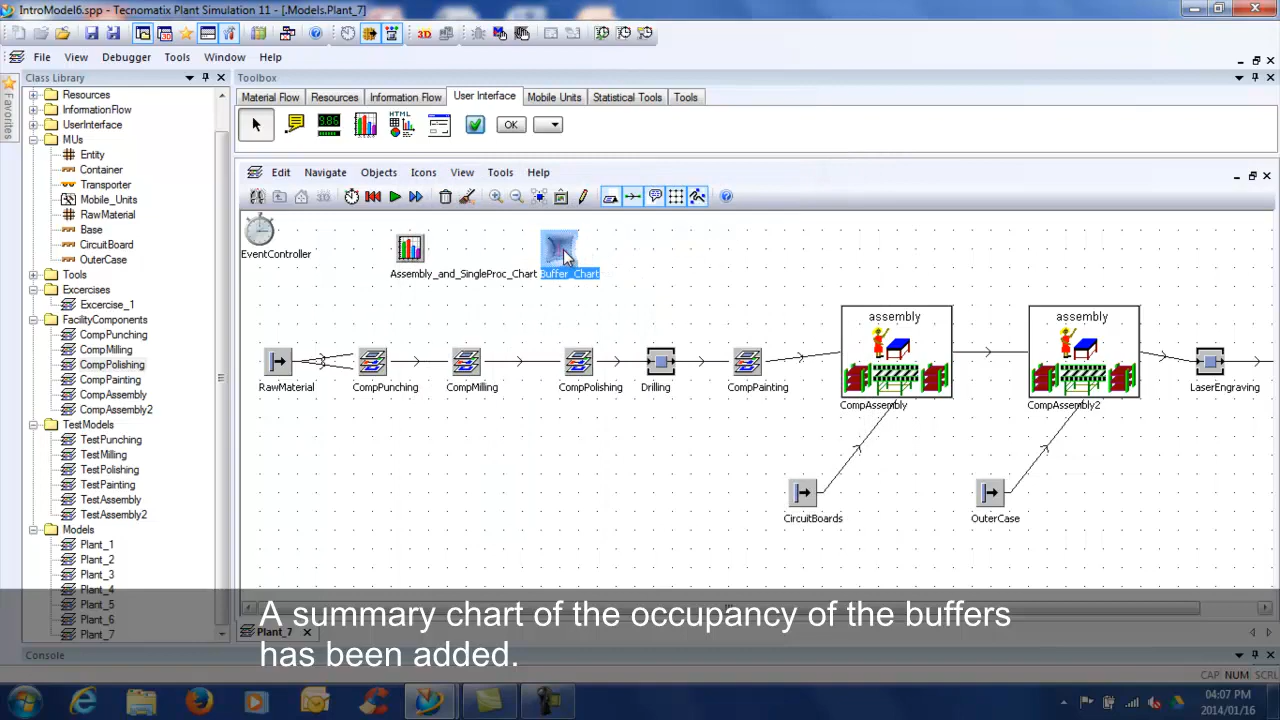 IntroModel6.spp - Tecnomatix Plant Simulation 11 - [.Models.Plant_7]
3D
File View Debugger Tools Window Help
Class Library
Toolbox
Favorites
Resources
InformationFlow
UserInterface
MUs
Entity
Container
Transporter
Mobile_Units
RawMaterial
Base
CircuitBoard
OuterCase
Tools
Excercises
Excercise_1
FacilityComponents
CompPunching
CompMilling
CompPolishing
CompPainting
CompAssembly
CompAssembly2
TestModels
TestPunching
TestMilling
TestPolishing
TestPainting
TestAssembly
TestAssembly2
Models
Plant_1
Plant_2
Plant_3
Plant_4
Plant_5
Plant_6
Plant_7
Material Flow Resources Information Flow User Interface Mobile Units Statistical Tools Tools
HTML
OK
Edit Navigate Objects Icons View Tools Help
EventController
Assembly_and_SingleProc_Chart
Buffer_Chart
assembly
assembly
RawMaterial
CompPunching
CompMilling
CompPolishing
Drilling
CompPainting
CompAssembly
CompAssembly2
LaserEngraving
CircuitBoards
OuterCase
A summary chart of the occupancy of the buffers
has been added.
Plant_7
Console
CAP NUM SCRL
04:07 PM
2014/01/16